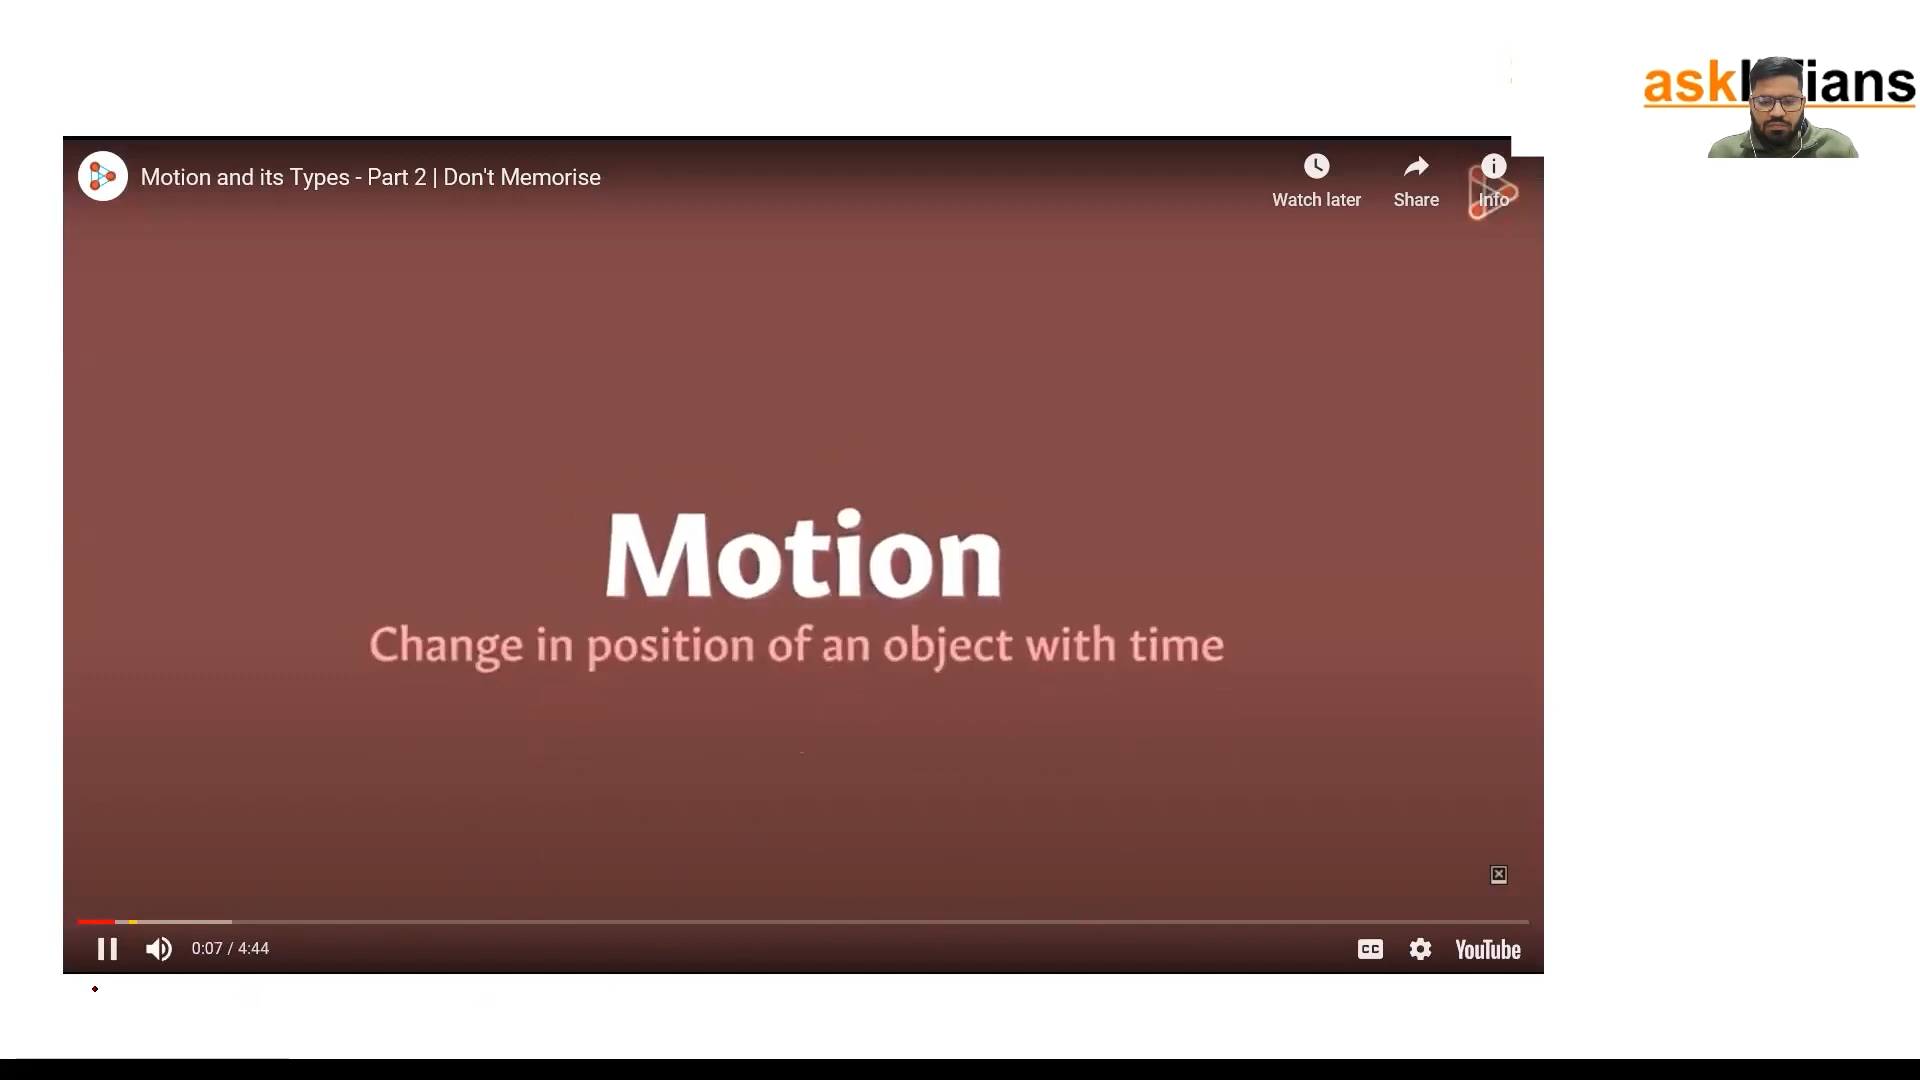 Motion and its Types - Part 2 | Don't Memorise
Watch later
Share
Info
Motion
Change in position of an object with time
0:07 / 4:44
CC
YouTube